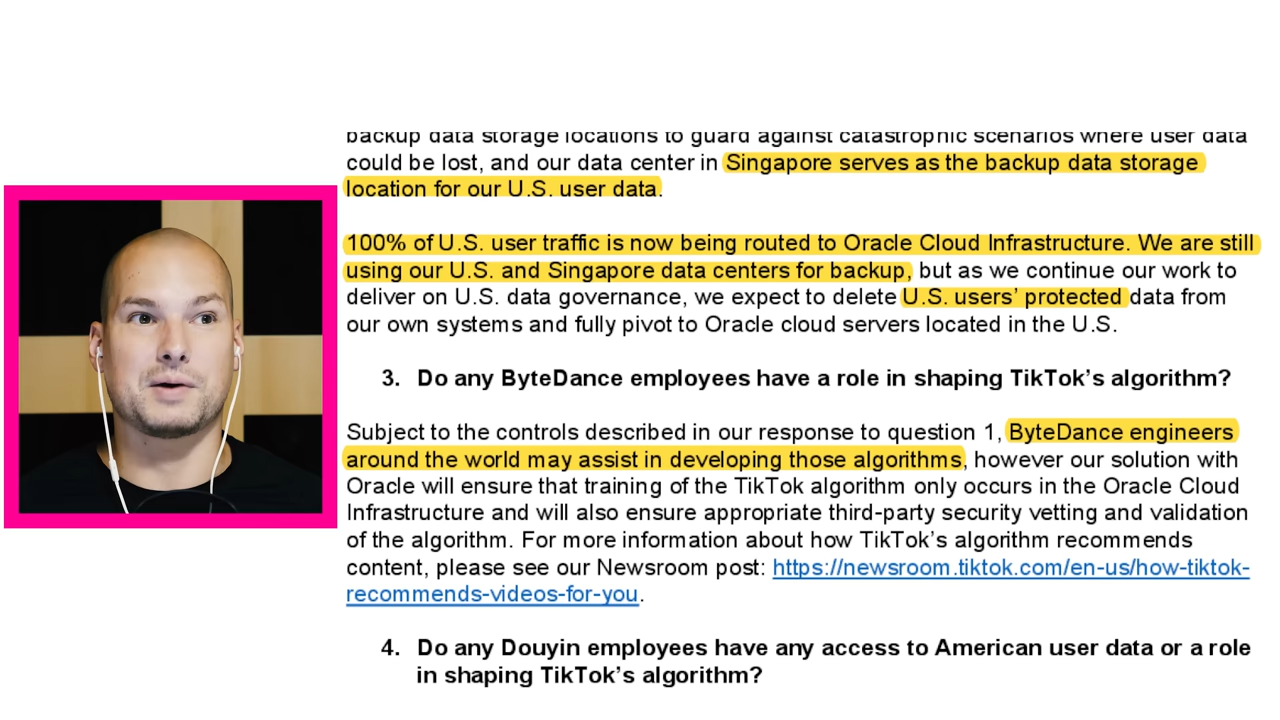 backup data storage locations to guard against catastrophic scenarios where user data
could be lost, and our data center in Singapore serves as the backup data storage
location for our U.S. user data.
100% of U.S. user traffic is now being routed to Oracle Cloud Infrastructure. We are still
using our U.S. and Singapore data centers for backup, but as we continue our work to
deliver on U.S. data governance, we expect to delete U.S. users’ protected data from
our own systems and fully pivot to Oracle cloud servers located in the U.S.
3. Do any ByteDance employees have a role in shaping TikTok’s algorithm?
Subject to the controls described in our response to question 1, ByteDance engineers
around the world may assist in developing those algorithms, however our solution with
Oracle will ensure that training of the TikTok algorithm only occurs in the Oracle Cloud
Infrastructure and will also ensure appropriate third-party security vetting and validation
of the algorithm. For more information about how TikTok’s algorithm recommends
content, please see our Newsroom post: https://newsroom.tiktok.com/en-us/how-tiktok-
recommends-videos-for-you.
4. Do any Douyin employees have any access to American user data or a role
in shaping TikTok’s algorithm?